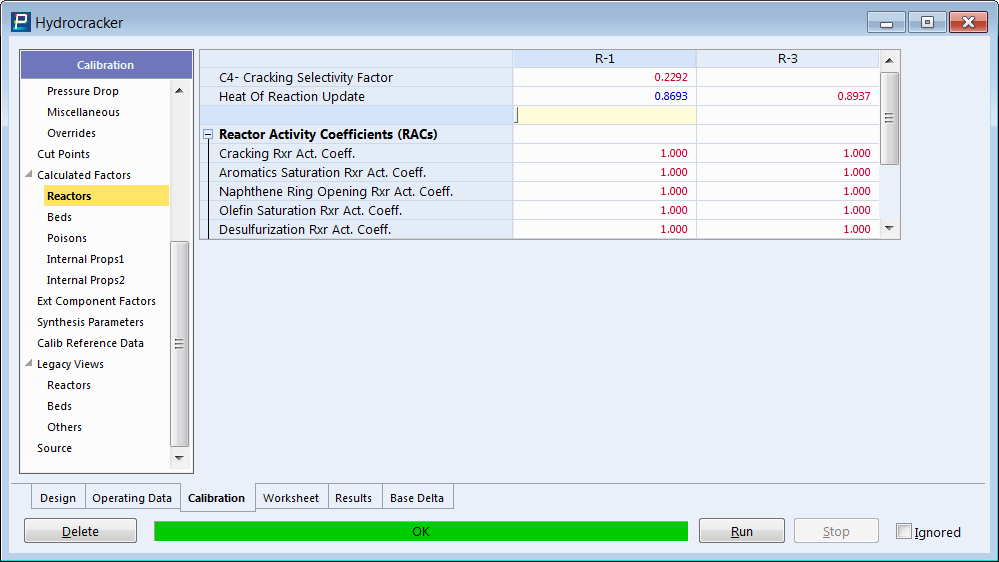 Hydrocracker
Calibration
Pressure Drop
Miscellaneous
Overrides
Cut Points
Calculated Factors
Reactors
Beds
Poisons
Internal Props1
Internal Props2
Ext Component Factors
Synthesis Parameters
Calib Reference Data
Legacy Views
Reactors
Beds
Others
Source
R-1 R-3
C4- Cracking Selectivity Factor 0.2292
Heat Of Reaction Update 0.8693 0.8937
Reactor Activity Coefficients (RACs)
Cracking Rxr Act. Coeff. 1.000 1.000
Aromatics Saturation Rxr Act. Coeff. 1.000 1.000
Naphthene Ring Opening Rxr Act. Coeff. 1.000 1.000
Olefin Saturation Rxr Act. Coeff. 1.000 1.000
Desulfurization Rxr Act. Coeff. 1.000 1.000
Design Operating Data Calibration Worksheet Results Base Delta
Delete OK Run Stop Ignored